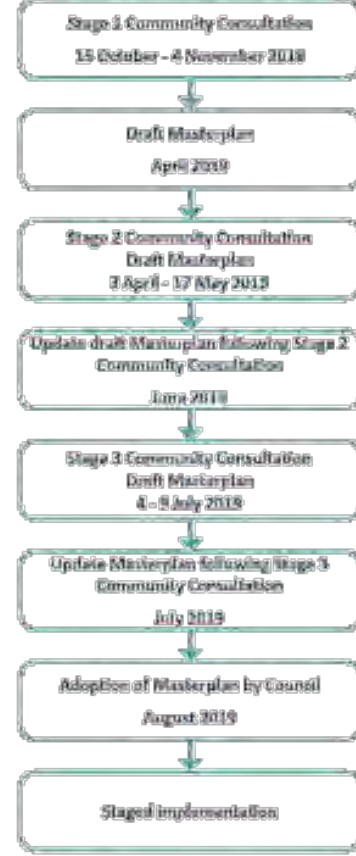 Stage 1 Community Consultation
15 October - 4 November 2018
Draft Masterplan
April 2019
Stage 2 Community Consultation
Draft Masterplan
3 April - 17 May 2019
Update draft Masterplan following Stage 2
Community Consultation
June 2019
Stage 3 Community Consultation
Draft Masterplan
4 - 9 July 2019
Update Masterplan following Stage 3
Community Consultation
July 2019
Adoption of Masterplan by Council
August 2019
Staged implementation